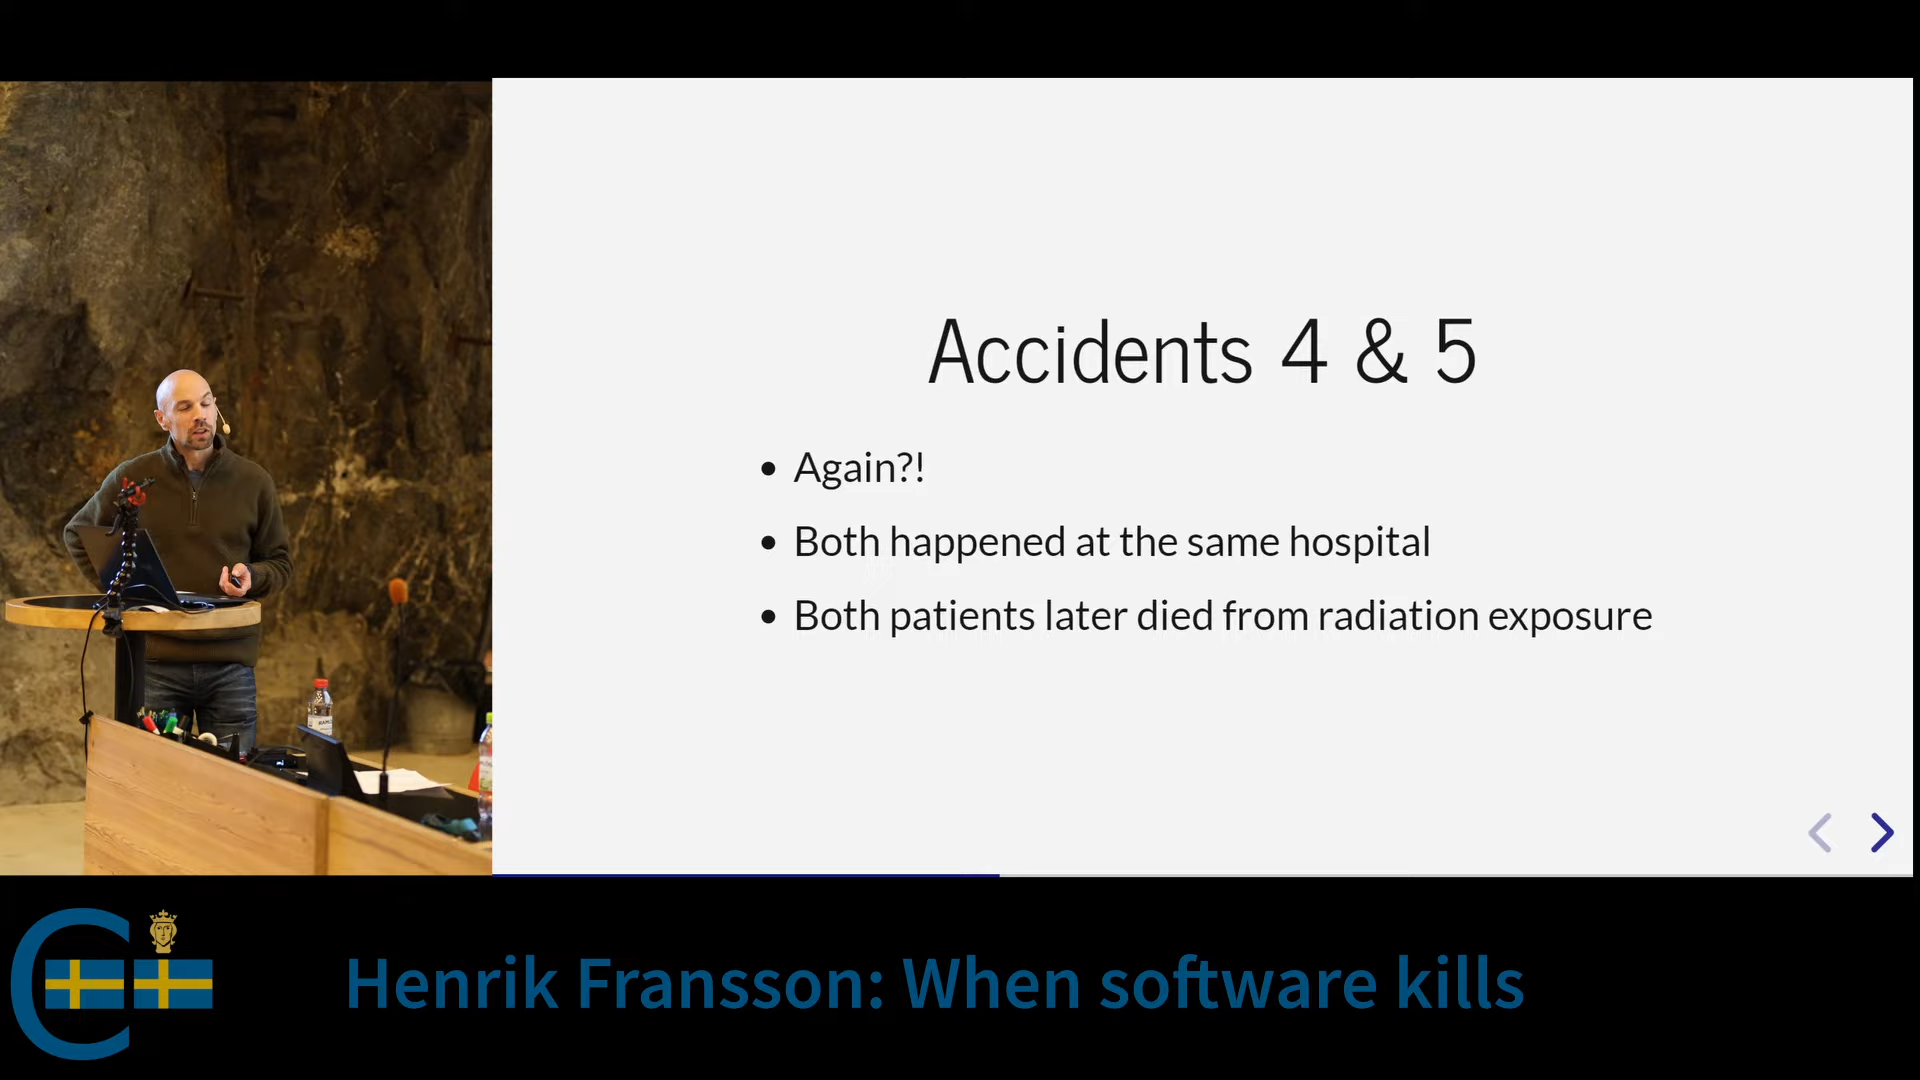 Accidents 4 & 5
• Again?!
• Both happened at the same hospital
• Both patients later died from radiation exposure
Henrik Fransson: When software kills